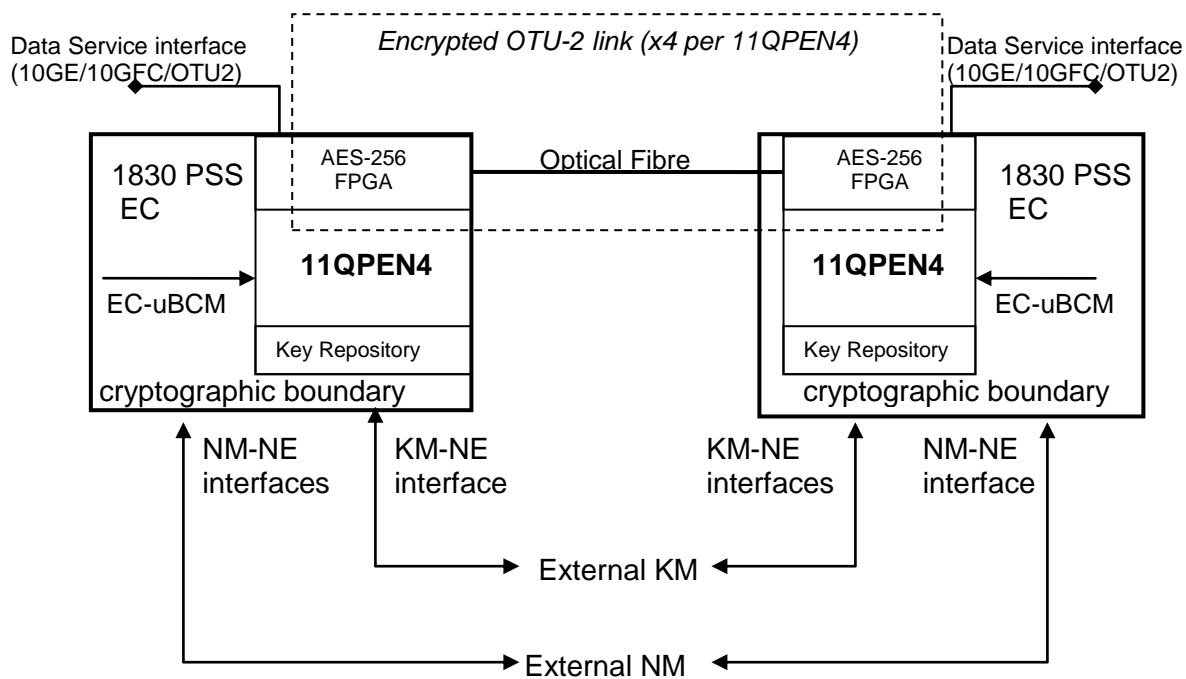 Encrypted OTU-2 link (x4 per 11QPEN4)
Data Service interface
(10GE/10GFC/OTU2)
Data Service interface
(10GE/10GFC/OTU2)
1830 PSS
EC
AES-256
FPGA
Optical Fibre
AES-256
FPGA
1830 PSS
EC
11QPEN4
11QPEN4
EC-uBCM
EC-uBCM
Key Repository
Key Repository
cryptographic boundary
cryptographic boundary
NM-NE
interfaces
KM-NE
interface
KM-NE
interfaces
NM-NE
interface
External KM
External NM